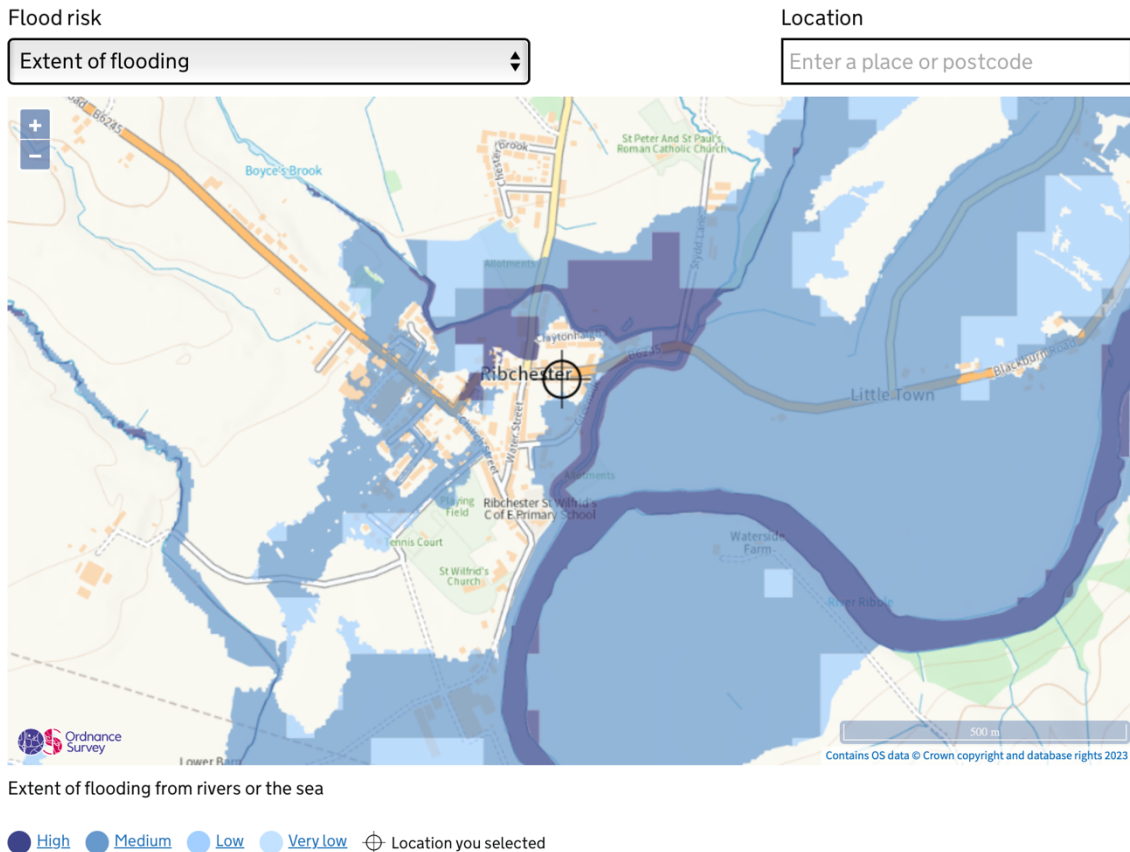 Flood risk
Location
Extent of flooding
Enter a place or postcode
+
−
B6245
Boyce's Brook
Chester brook
St Peter And St Paul's
Roman Catholic Church
Stydd Lane
Allotments
B6245
Ribchester
Blackburn Road
Little Town
Water Street
Church Street
Allotments
Playing
Field
Ribchester St Wilfrid's
C of E Primary School
Tennis Court
Waterside
Farm
St Wilfrid's
Church
River Ribble
Ordnance
Survey
500 m
Contains OS data © Crown copyright and database rights 2023
Extent of flooding from rivers or the sea
High
Medium
Low
Very low
Location you selected